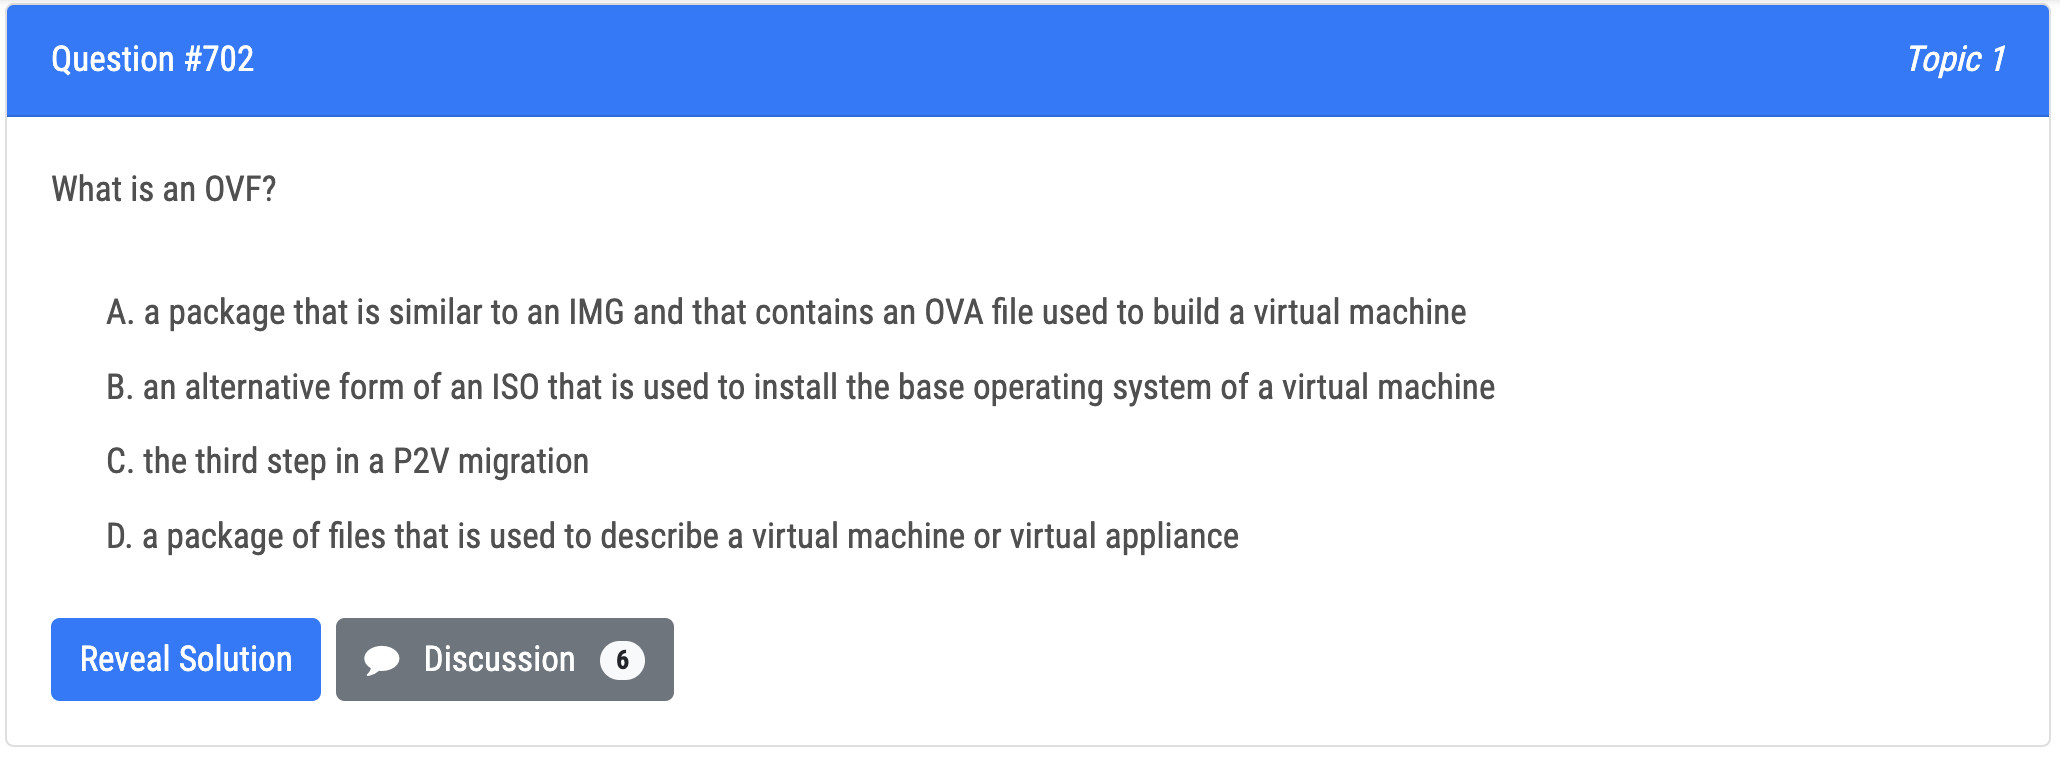 Question #702
Topic 1
What is an OVF?
A. a package that is similar to an IMG and that contains an OVA file used to build a virtual machine
B. an alternative form of an ISO that is used to install the base operating system of a virtual machine
C. the third step in a P2V migration
D. a package of files that is used to describe a virtual machine or virtual appliance
Reveal Solution
Discussion 6